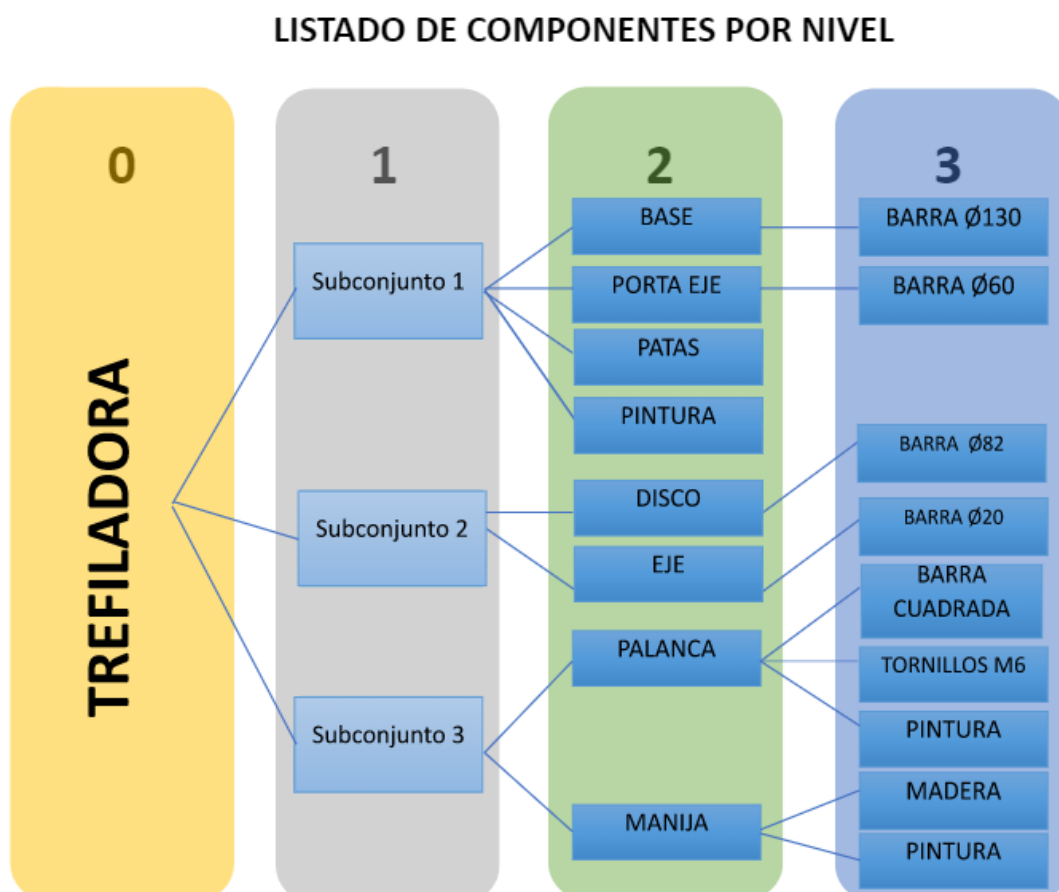 LISTADO DE COMPONENTES POR NIVEL
0
1
2
3
TREFILADORA
Subconjunto 1
Subconjunto 2
Subconjunto 3
BASE
PORTA EJE
PATAS
PINTURA
DISCO
EJE
PALANCA
MANIJA
BARRA Ø130
BARRA Ø60
BARRA Ø82
BARRA Ø20
BARRA
CUADRADA
TORNILLOS M6
PINTURA
MADERA
PINTURA